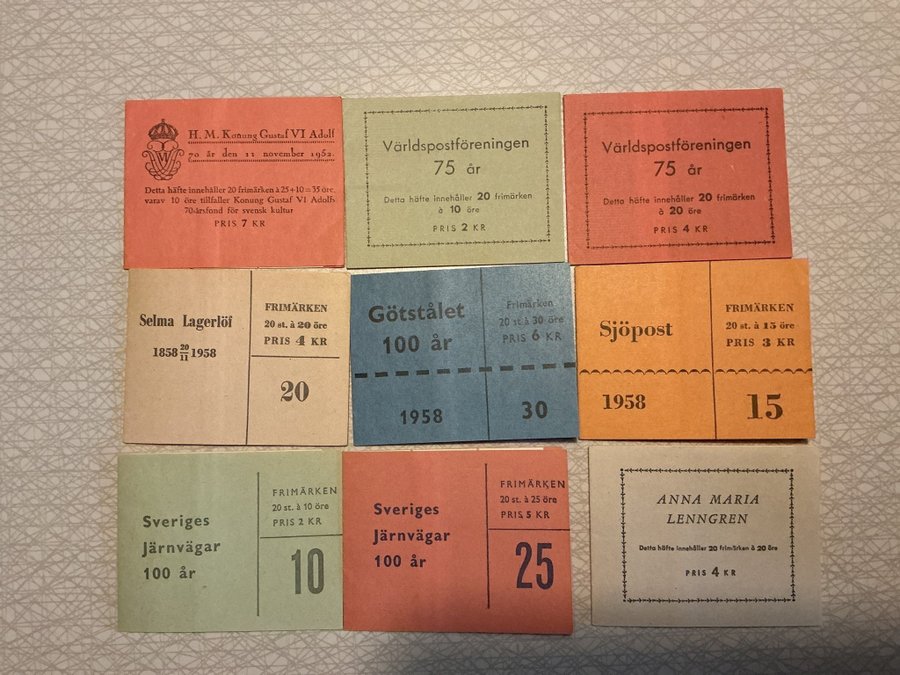 H. M. Konung Gustaf VI Adolf
70 år den 11 november 1952.
Detta häfte innehåller 20 frimärken à 25+10=35 öre,
varav 10 öre tillfaller Konung Gustaf VI Adolfs
70-årsfond för svensk kultur
PRIS 7 KR
Världspostföreningen
75 år
Detta häfte innehåller 20 frimärken
à 10 öre
PRIS 2 KR
Världspostföreningen
75 år
Detta häfte innehåller 20 frimärken
à 20 öre
PRIS 4 KR
Selma Lagerlöf
1858 20/11 1958
FRIMÄRKEN
20 st. à 20 öre
PRIS 4 KR
20
Götstålet
100 år
1958
Frimärken
20 st. à 30 öre
PRIS 6 KR
30
Sjöpost
1958
FRIMÄRKEN
20 st. à 15 öre
PRIS 3 KR
15
Sveriges
Järnvägar
100 år
FRIMÄRKEN
20 st. à 10 öre
PRIS 2 KR
10
Sveriges
Järnvägar
100 år
FRIMÄRKEN
20 st. à 25 öre
PRIS 5 KR
25
ANNA MARIA
LENNGREN
Detta häfte innehåller 20 frimärken à 20 öre
PRIS 4 KR